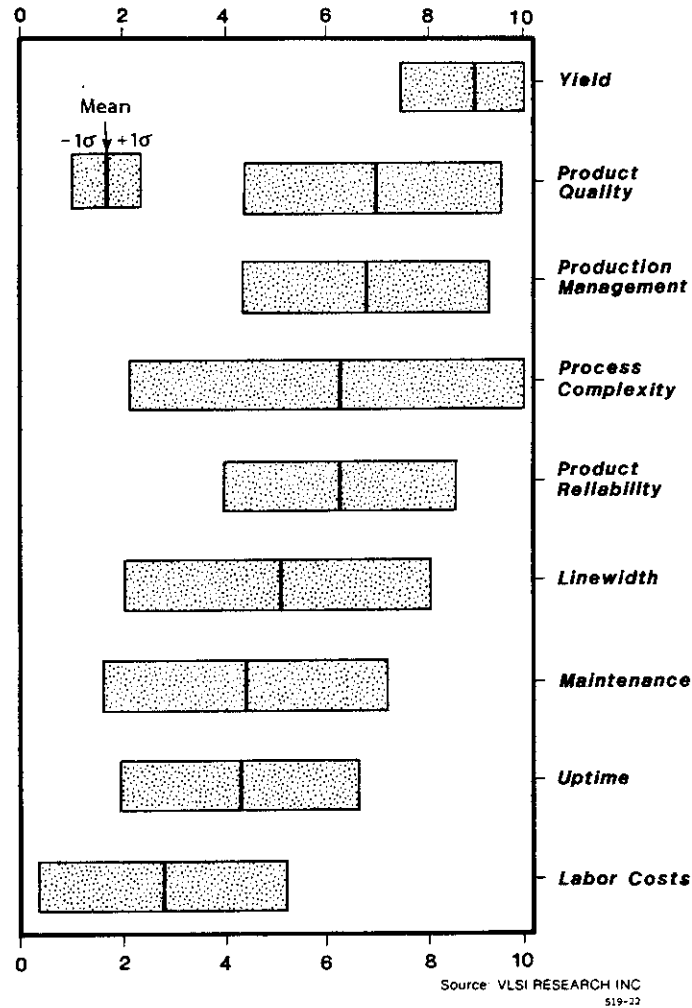 0 2 4 6 8 10
Yield
Mean
-1σ +1σ
Product
Quality
Production
Management
Process
Complexity
Product
Reliability
Linewidth
Maintenance
Uptime
Labor Costs
0 2 4 6 8 10
Source: VLSI RESEARCH INC
519-22